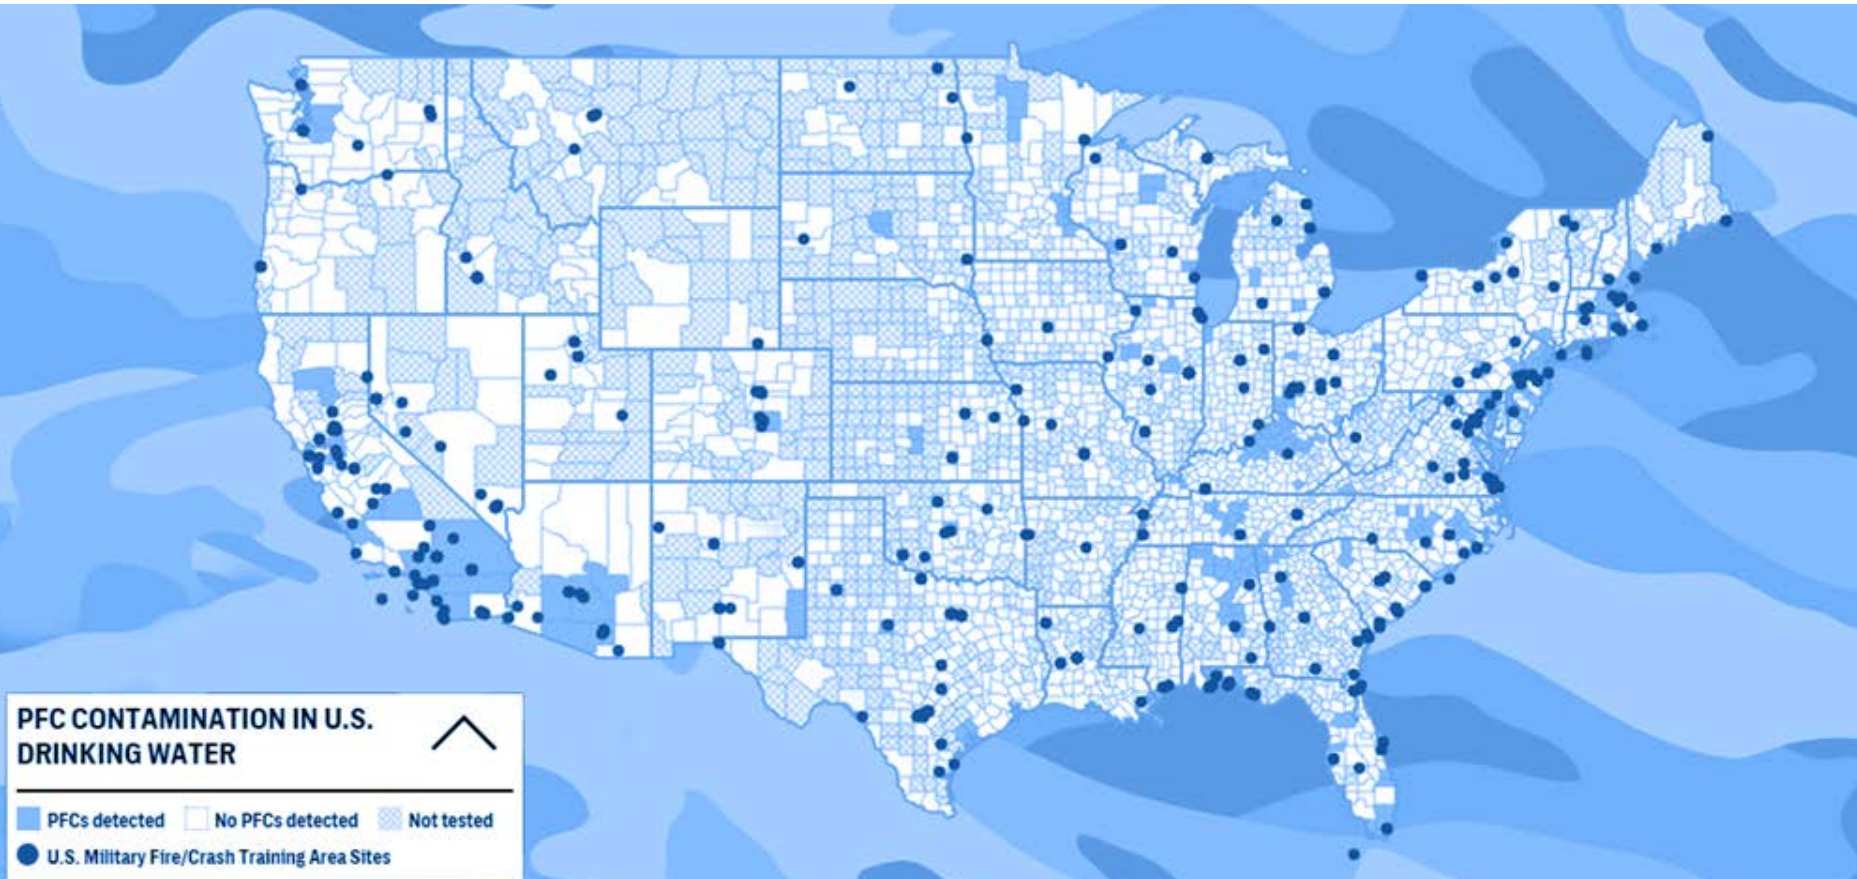 PFC CONTAMINATION IN U.S.
DRINKING WATER
PFCs detected No PFCs detected Not tested
U.S. Military Fire/Crash Training Area Sites